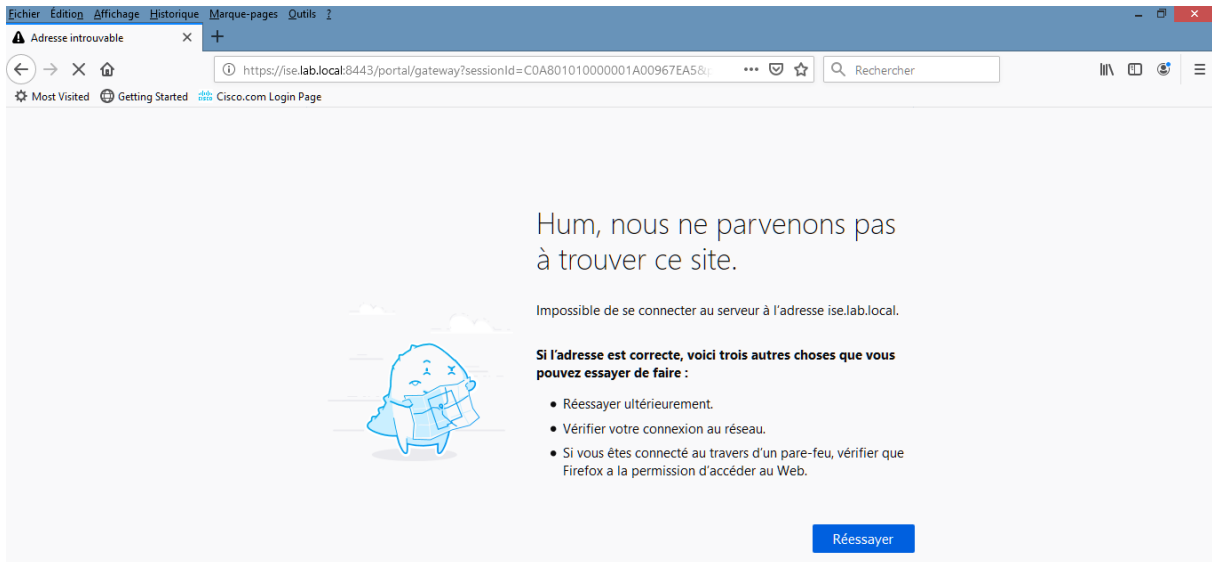 Fichier Édition Affichage Historique Marque-pages Outils ?
Adresse introuvable
https://ise.lab.local:8443/portal/gateway?sessionId=C0A801010000001A00967EA5&
Rechercher
Most Visited Getting Started Cisco.com Login Page
Hum, nous ne parvenons pas
à trouver ce site.
Impossible de se connecter au serveur à l’adresse ise.lab.local.
Si l’adresse est correcte, voici trois autres choses que vous
pouvez essayer de faire :
Réessayer ultérieurement.
Vérifier votre connexion au réseau.
Si vous êtes connecté au travers d’un pare-feu, vérifier que
Firefox a la permission d’accéder au Web.
Réessayer